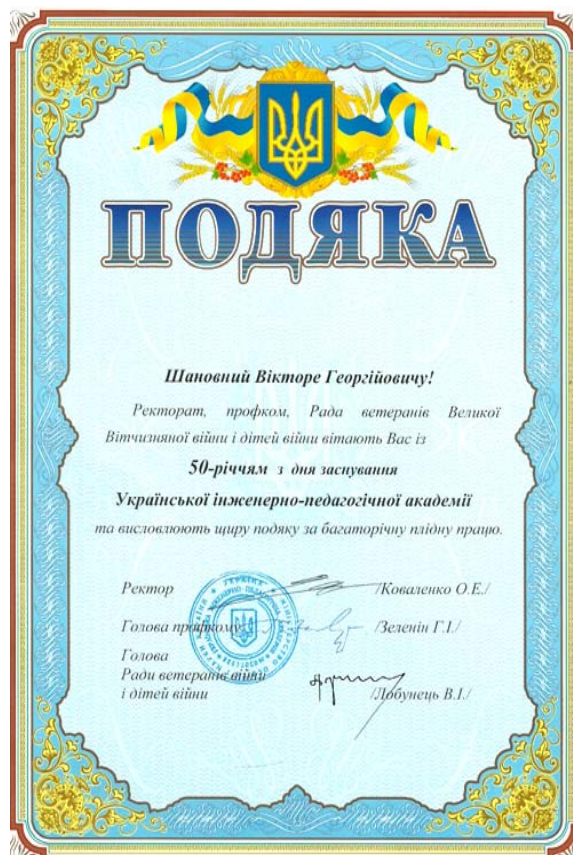 ПОДЯКА
Шановний Вікторе Георгійовичу!
Ректорат, профком, Рада ветеранів Великої
Вітчизняної війни і дітей війни вітають Вас із
50-річчям з дня заснування
Української інженерно-педагогічної академії
та висловлюють щиру подяку за багаторічну плідну працю.
Ректор /Коваленко О.Е./
Голова профкому /Зеленін Г.І./
Голова
Ради ветеранів війни
і дітей війни /Лобунець В.І./